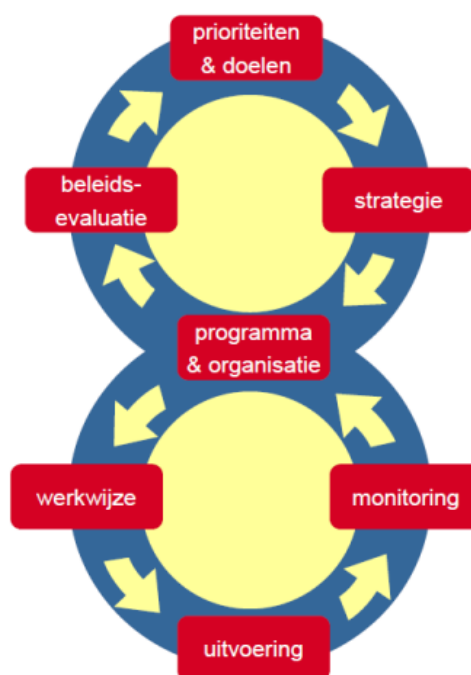 prioriteiten
& doelen
beleids-
evaluatie
strategie
programma
& organisatie
werkwijze
monitoring
uitvoering